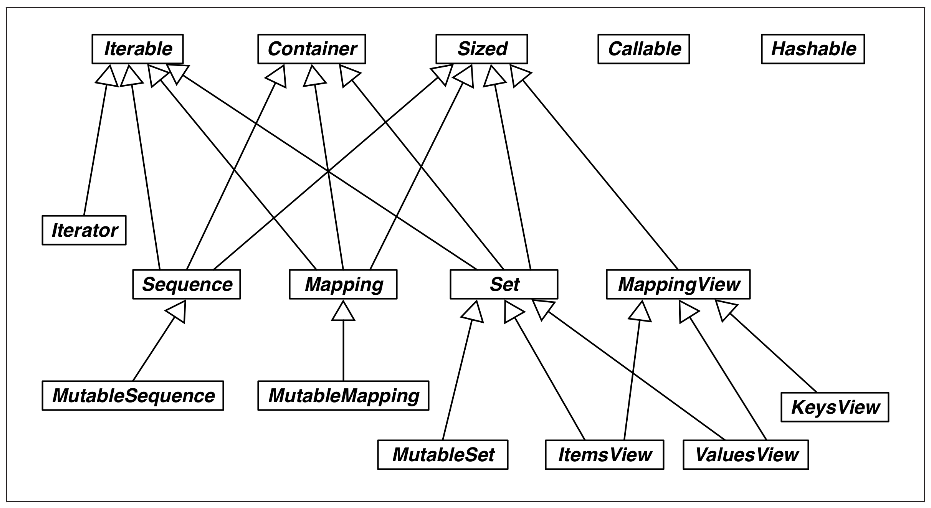 Iterable
Container
Sized
Callable
Hashable
Iterator
Sequence
Mapping
Set
MappingView
MutableSequence
MutableMapping
KeysView
MutableSet
ItemsView
ValuesView